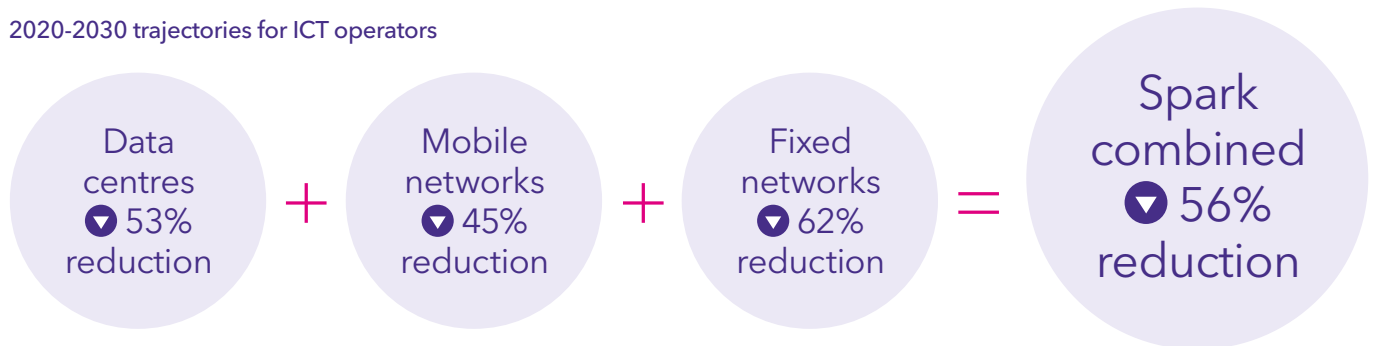 2020-2030 trajectories for ICT operators
Data
centres
53%
reduction
+
Mobile
networks
45%
reduction
+
Fixed
networks
62%
reduction
=
Spark
combined
56%
reduction